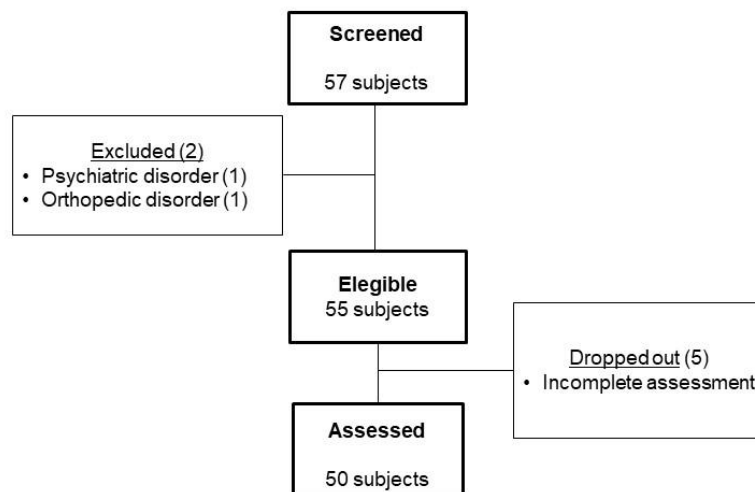 Screened
57 subjects
Excluded (2)
• Psychiatric disorder (1)
• Orthopedic disorder (1)
Elegible
55 subjects
Dropped out (5)
• Incomplete assessment
Assessed
50 subjects